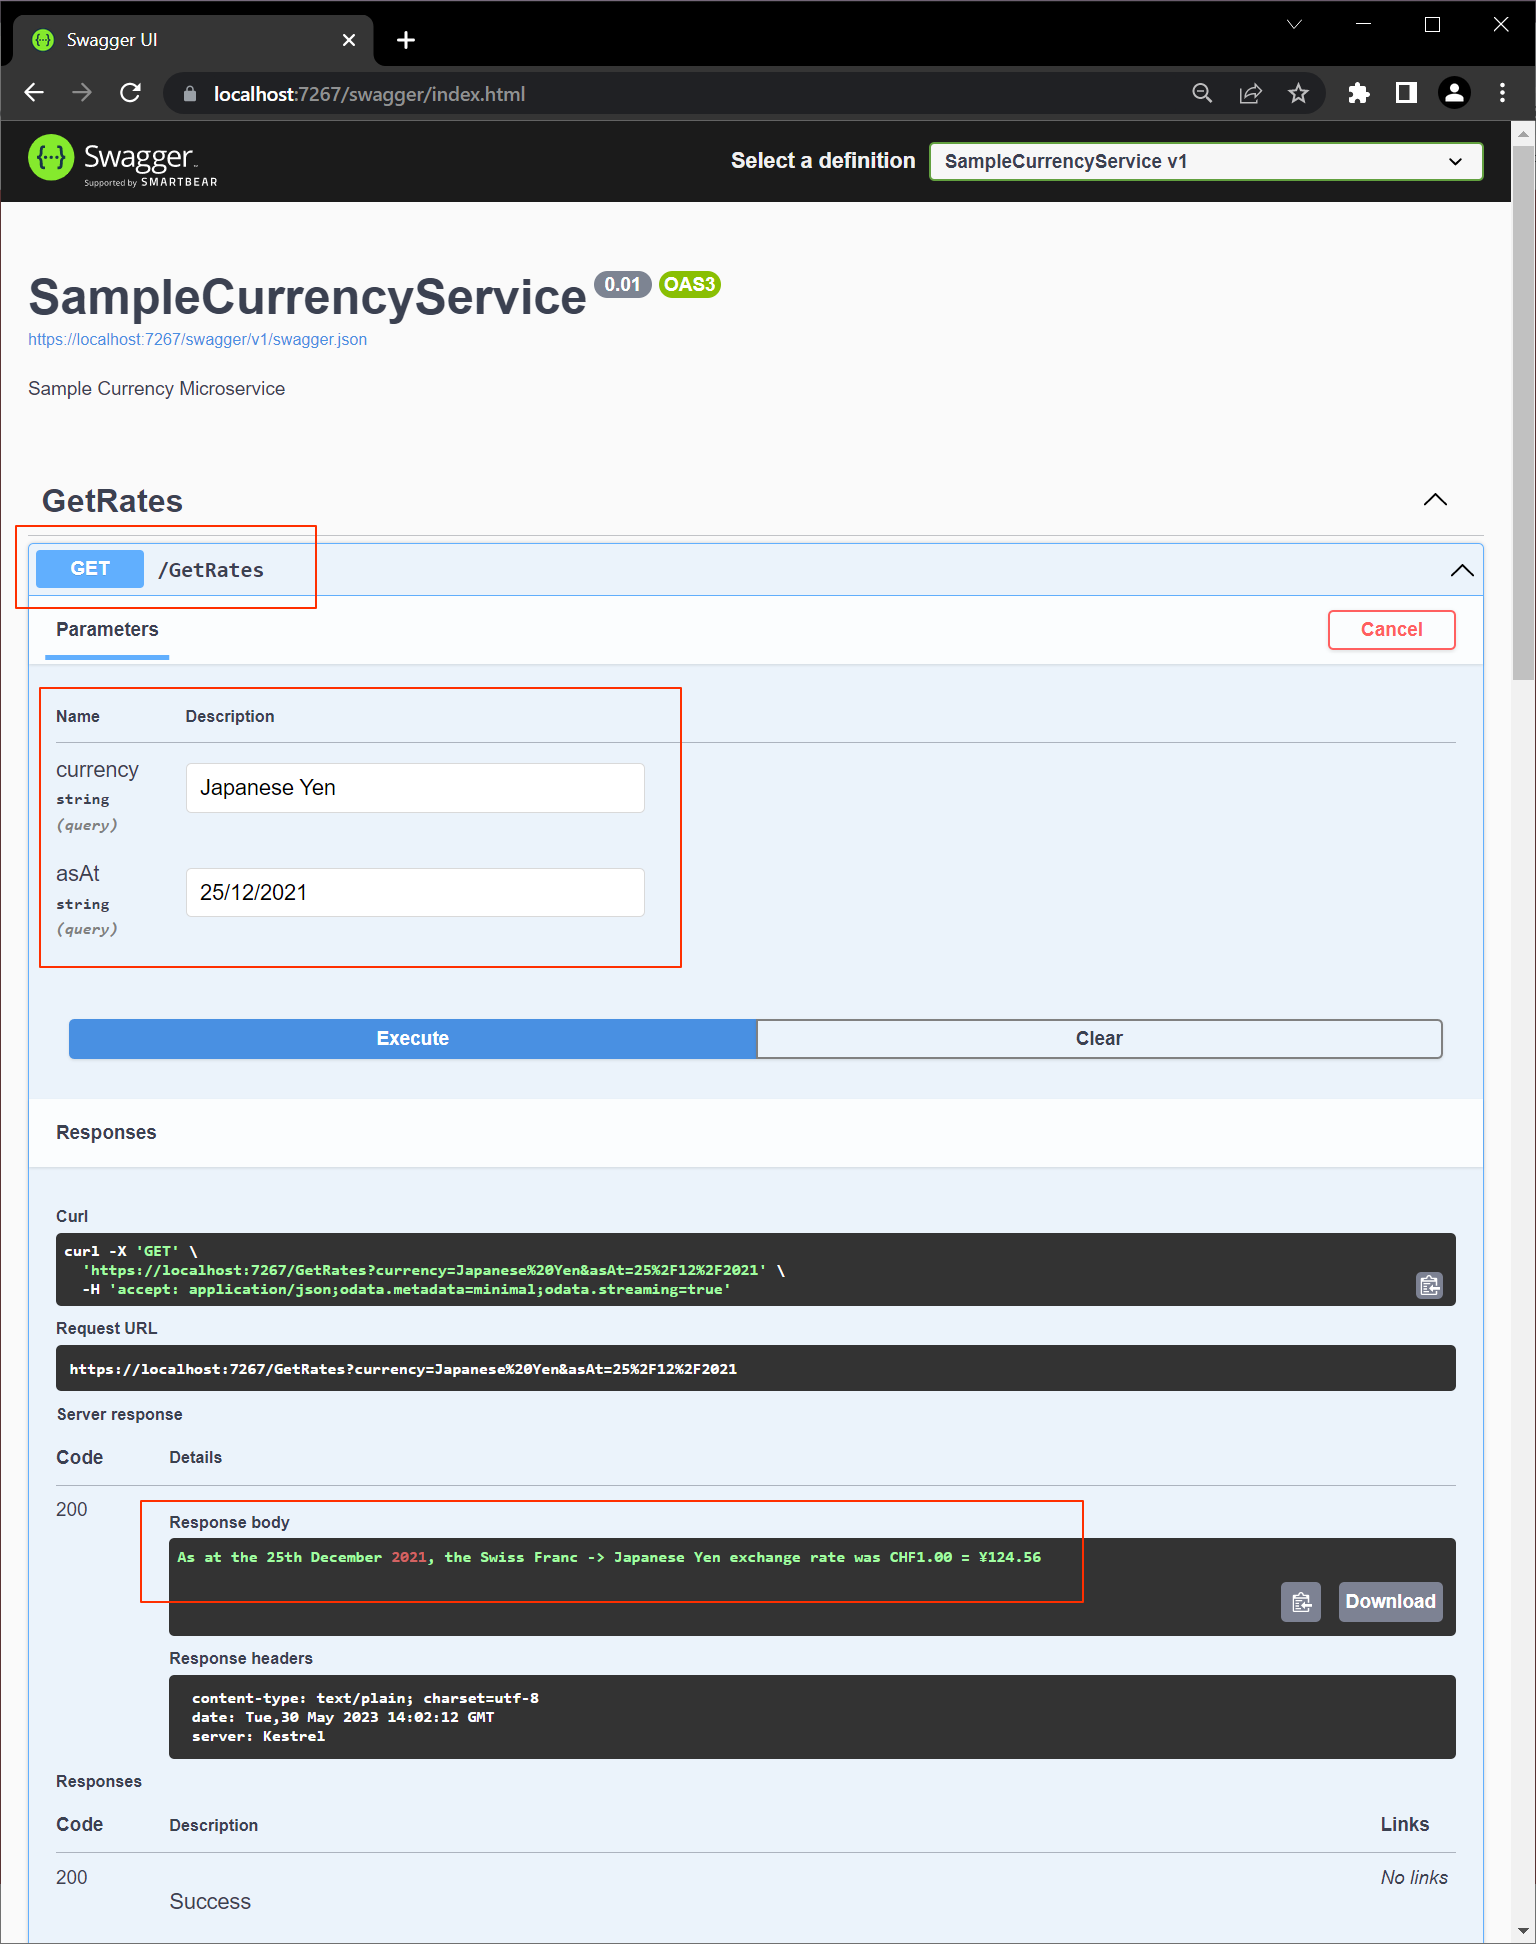 Swagger UI
localhost:7267/swagger/index.html
Swagger
Supported by SMARTBEAR
Select a definition
SampleCurrencyService v1
SampleCurrencyService 0.01 OAS3
https://localhost:7267/swagger/v1/swagger.json
Sample Currency Microservice
GetRates
GET /GetRates
Parameters
Cancel
Name Description
currency
string
(query)
Japanese Yen
asAt
string
(query)
25/12/2021
Execute
Clear
Responses
Curl
curl -X 'GET' \
'https://localhost:7267/GetRates?currency=Japanese%20Yen&asAt=25%2F12%2F2021' \
-H 'accept: application/json;odata.metadata=minimal;odata.streaming=true'
Request URL
https://localhost:7267/GetRates?currency=Japanese%20Yen&asAt=25%2F12%2F2021
Server response
Code Details
200
Response body
As at the 25th December 2021, the Swiss Franc -> Japanese Yen exchange rate was CHF1.00 = ¥124.56
Download
Response headers
content-type: text/plain; charset=utf-8
date: Tue,30 May 2023 14:02:12 GMT
server: Kestrel
Responses
Code Description Links
200 No links
Success